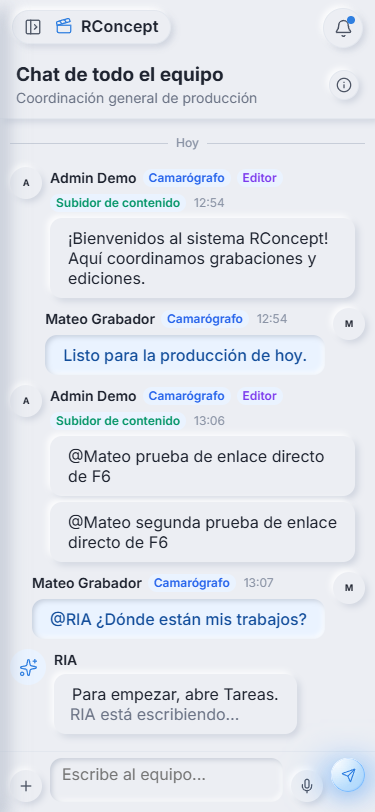 RConcept
Chat de todo el equipo
Coordinación general de producción
Hoy
A
Admin Demo Camarógrafo Editor
Subidor de contenido 12:54
¡Bienvenidos al sistema RConcept!
Aquí coordinamos grabaciones y
ediciones.
Mateo Grabador Camarógrafo 12:54
M
Listo para la producción de hoy.
A
Admin Demo Camarógrafo Editor
Subidor de contenido 13:06
@Mateo prueba de enlace directo
de F6
@Mateo segunda prueba de enlace
directo de F6
Mateo Grabador Camarógrafo 13:07
M
@RIA ¿Dónde están mis trabajos?
RIA
Para empezar, abre Tareas.
RIA está escribiendo...
Escribe al equipo...